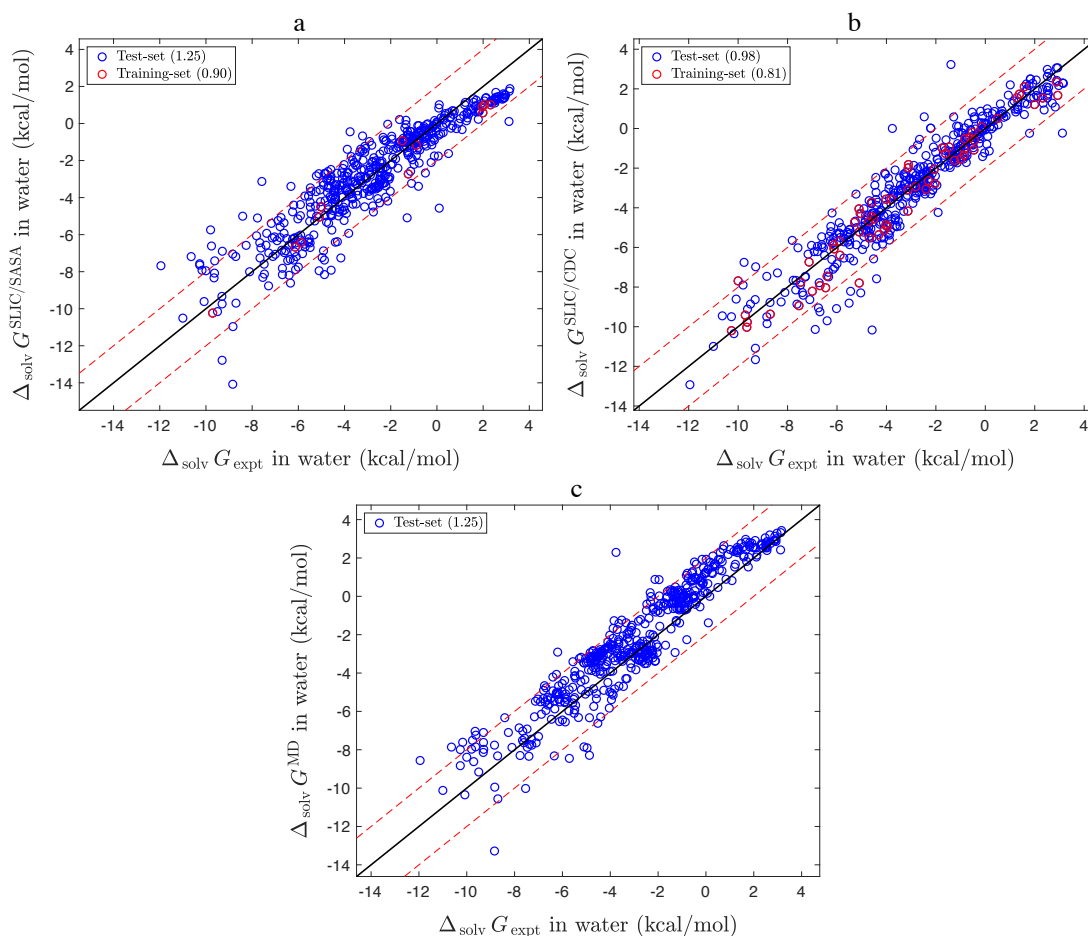 a
Test-set (1.25)
Training-set (0.90)
4
2
0
-2
-4
-6
-8
-10
-12
-14
Δsolv G^SLIC/SASA in water (kcal/mol)
-14 -12 -10 -8 -6 -4 -2 0 2 4
Δsolv Gexpt in water (kcal/mol)
b
Test-set (0.98)
Training-set (0.81)
4
2
0
-2
-4
-6
-8
-10
-12
-14
Δsolv G^SLIC/CDC in water (kcal/mol)
-14 -12 -10 -8 -6 -4 -2 0 2 4
Δsolv Gexpt in water (kcal/mol)
c
Test-set (1.25)
4
2
0
-2
-4
-6
-8
-10
-12
-14
Δsolv G^MD in water (kcal/mol)
-14 -12 -10 -8 -6 -4 -2 0 2 4
Δsolv Gexpt in water (kcal/mol)